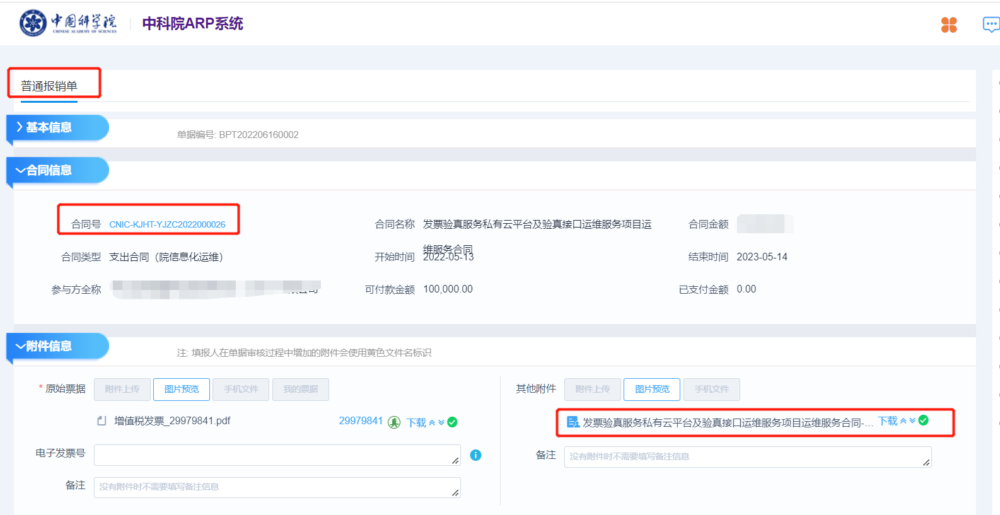 中国科学院
CHINESE ACADEMY OF SCIENCES
中科院ARP系统
普通报销单
基本信息
单据编号: BPT202206160002
合同信息
合同号 CNIC-KJHT-YJZC2022000026
合同名称 发票验真服务私有云平台及验真接口运维服务项目运
维服务合同
合同金额
合同类型 支出合同（院信息化运维）
开始时间 2022-05-13
结束时间 2023-05-14
参与方全称
可付款金额 100,000.00
已支付金额 0.00
附件信息
注: 填报人在单据审核过程中增加的附件会使用黄色文件名标识
* 原始票据 附件上传 图片预览 手机文件 我的票据
增值税发票_29979841.pdf 29979841 真 下载
电子发票号
备注 没有附件时不需要填写备注信息
其他附件 附件上传 图片预览 手机文件
发票验真服务私有云平台及验真接口运维服务项目运维服务合同-... 下载
备注 没有附件时不需要填写备注信息